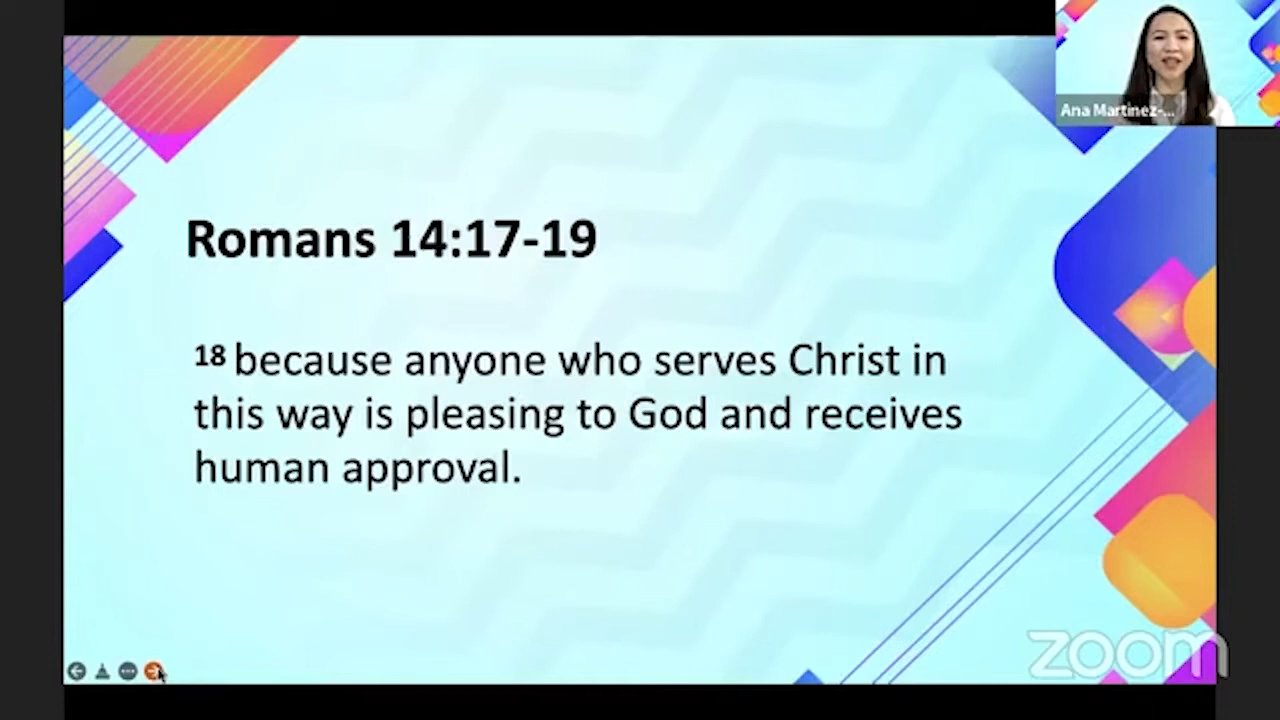 Ana Martinez-...
Romans 14:17-19
18 because anyone who serves Christ in
this way is pleasing to God and receives
human approval.
zoom